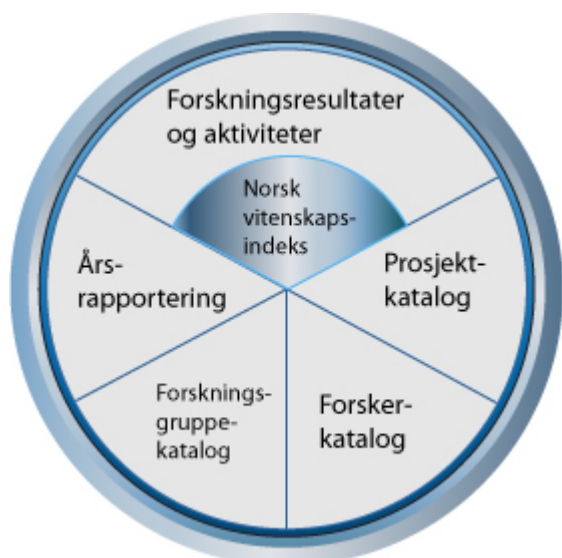 Forskningsresultater
og aktiviteter
Norsk
vitenskaps-
indeks
Års-
rapportering
Prosjekt-
katalog
Forsknings-
gruppe-
katalog
Forsker-
katalog